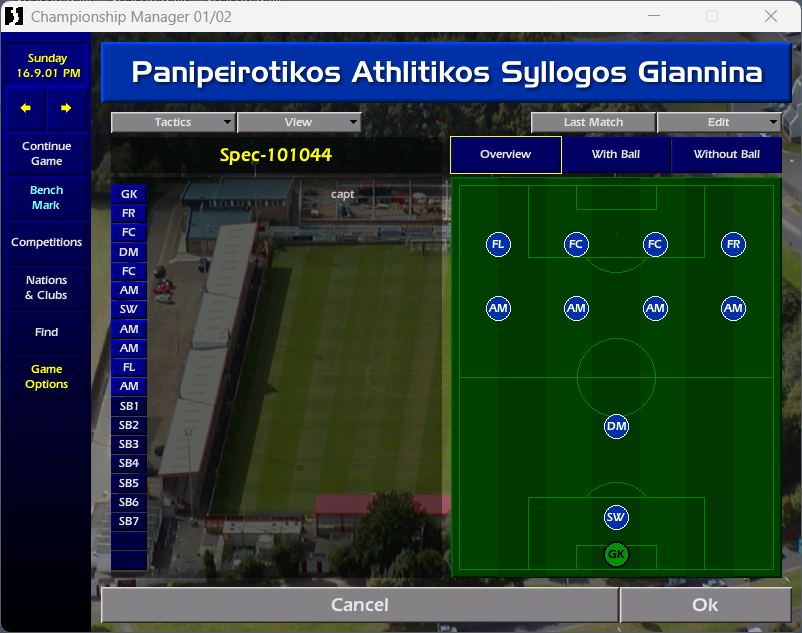 Championship Manager 01/02
Sunday
16.9.01 PM
Continue
Game
Bench
Mark
Competitions
Nations
& Clubs
Find
Game
Options
Panipeirotikos Athlitikos Syllogos Giannina
Tactics
View
Last Match
Edit
Spec-101044
Overview
With Ball
Without Ball
GK
capt
FR
FC
DM
FC
AM
SW
AM
AM
FL
AM
SB1
SB2
SB3
SB4
SB5
SB6
SB7
FL FC FC FR
AM AM AM AM
DM
SW
GK
Cancel
Ok